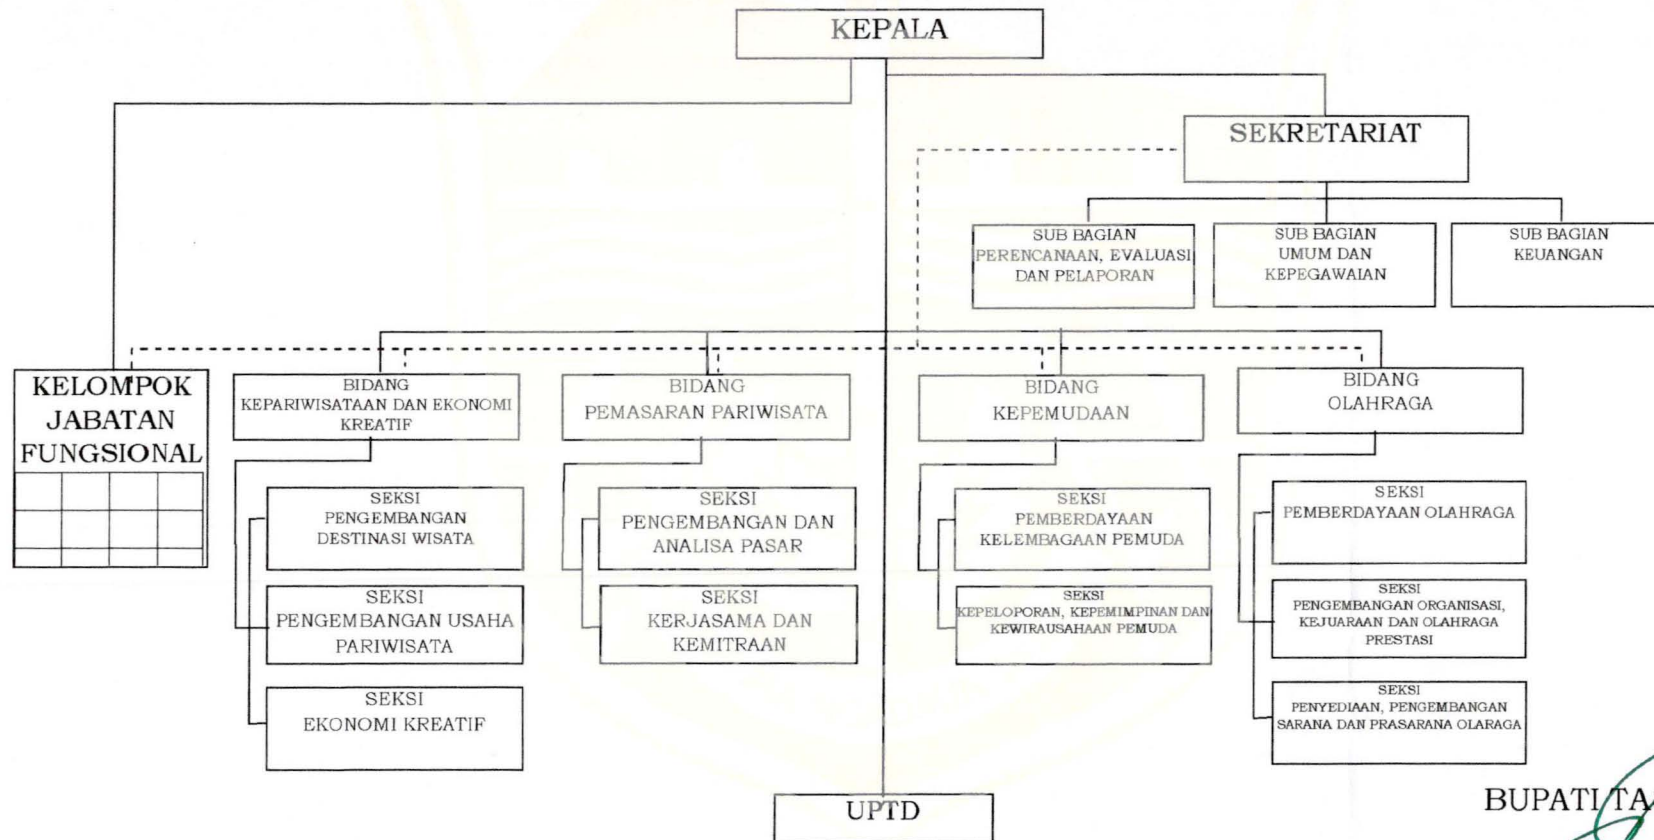 KEPALA
SEKRETARIAT
SUB BAGIAN
PERENCANAAN, EVALUASI
DAN PELAPORAN
SUB BAGIAN
UMUM DAN
KEPEGAWAIAN
SUB BAGIAN
KEUANGAN
KELOMPOK
JABATAN
FUNGSIONAL
BIDANG
KEPARIWISATAAN DAN EKONOMI
KREATIF
SEKSI
PENGEMBANGAN
DESTINASI WISATA
SEKSI
PENGEMBANGAN USAHA
PARIWISATA
SEKSI
EKONOMI KREATIF
BIDANG
PEMASARAN PARIWISATA
SEKSI
PENGEMBANGAN DAN
ANALISA PASAR
SEKSI
KERJASAMA DAN
KEMITRAAN
BIDANG
KEPEMUDAAN
SEKSI
PEMBERDAYAAN
KELEMBAGAAN PEMUDA
SEKSI
KEPELOPORAN, KEPEMIMPINAN DAN
KEWIRAUSAHAAN PEMUDA
BIDANG
OLAHRAGA
SEKSI
PEMBERDAYAAN OLAHRAGA
SEKSI
PENGEMBANGAN ORGANISASI,
KEJUARAAN DAN OLAHRAGA
PRESTASI
SEKSI
PENYEDIAAN, PENGEMBANGAN
SARANA DAN PRASARANA OLARAGA
UPTD
BUPATI TA